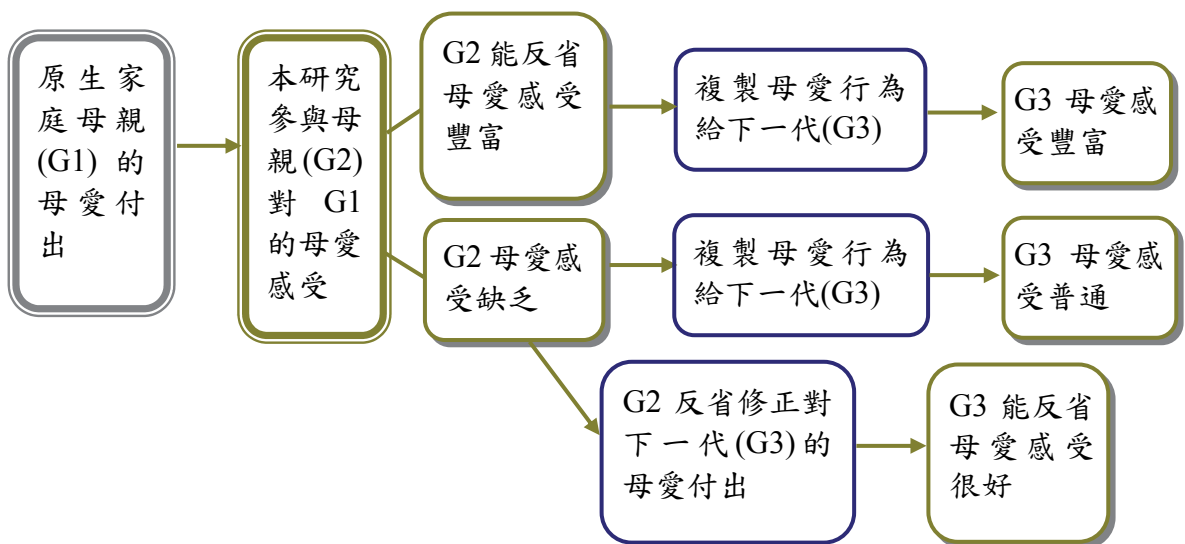 原生家
庭母親
(G1) 的
母愛付
出
本研究
參與母
親(G2)
對 G1
的母愛
感受
G2 能反省
母愛感受
豐富
複製母愛行為
給下一代(G3)
G3 母愛感
受豐富
G2 母愛感
受缺乏
複製母愛行為
給下一代(G3)
G3 母愛感
受普通
G2 反省修正對
下一代(G3)的
母愛付出
G3 能反省
母愛感受
很好